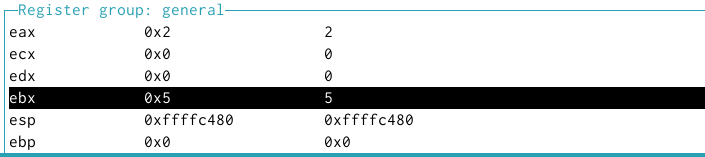 Register group: general
eax 0x2 2
ecx 0x0 0
edx 0x0 0
ebx 0x5 5
esp 0xffffc480 0xffffc480
ebp 0x0 0x0